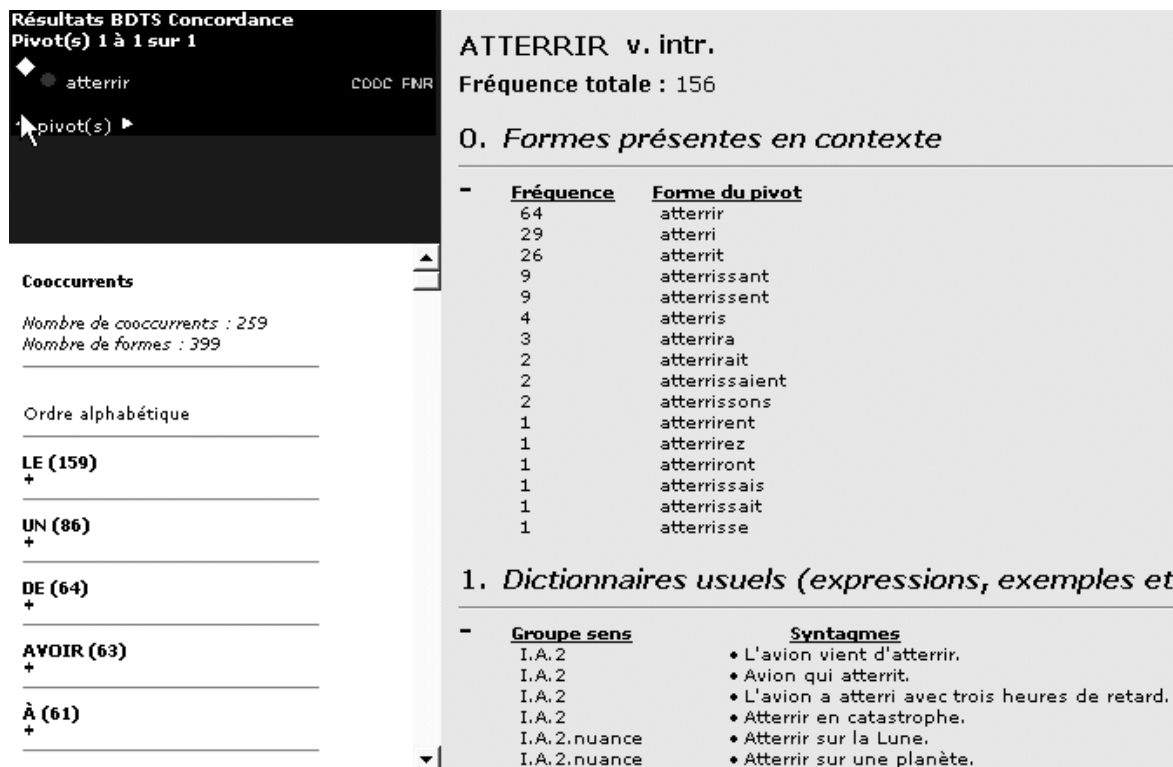 Résultats BDTS Concordance
Pivot(s) 1 à 1 sur 1
atterrir COOC FNR
pivot(s)
Cooccurrents
Nombre de cooccurrents : 259
Nombre de formes : 399
Ordre alphabétique
LE (159)
+
UN (86)
+
DE (64)
+
AVOIR (63)
+
À (61)
+
ATTERRIR v. intr.
Fréquence totale : 156
0. Formes présentes en contexte
- Fréquence Forme du pivot
64 atterrir
29 atterri
26 atterrit
9 atterrissant
9 atterrissent
4 atterris
3 atterrira
2 atterrirait
2 atterrissaient
2 atterrissons
1 atterrirent
1 atterrirez
1 atterriront
1 atterrissais
1 atterrissait
1 atterrisse
1. Dictionnaires usuels (expressions, exemples et
- Groupe sens Syntagmes
I.A.2 • L'avion vient d'atterrir.
I.A.2 • Avion qui atterrit.
I.A.2 • L'avion a atterri avec trois heures de retard.
I.A.2 • Atterrir en catastrophe.
I.A.2.nuance • Atterrir sur la Lune.
I.A.2.nuance • Atterrir sur une planète.